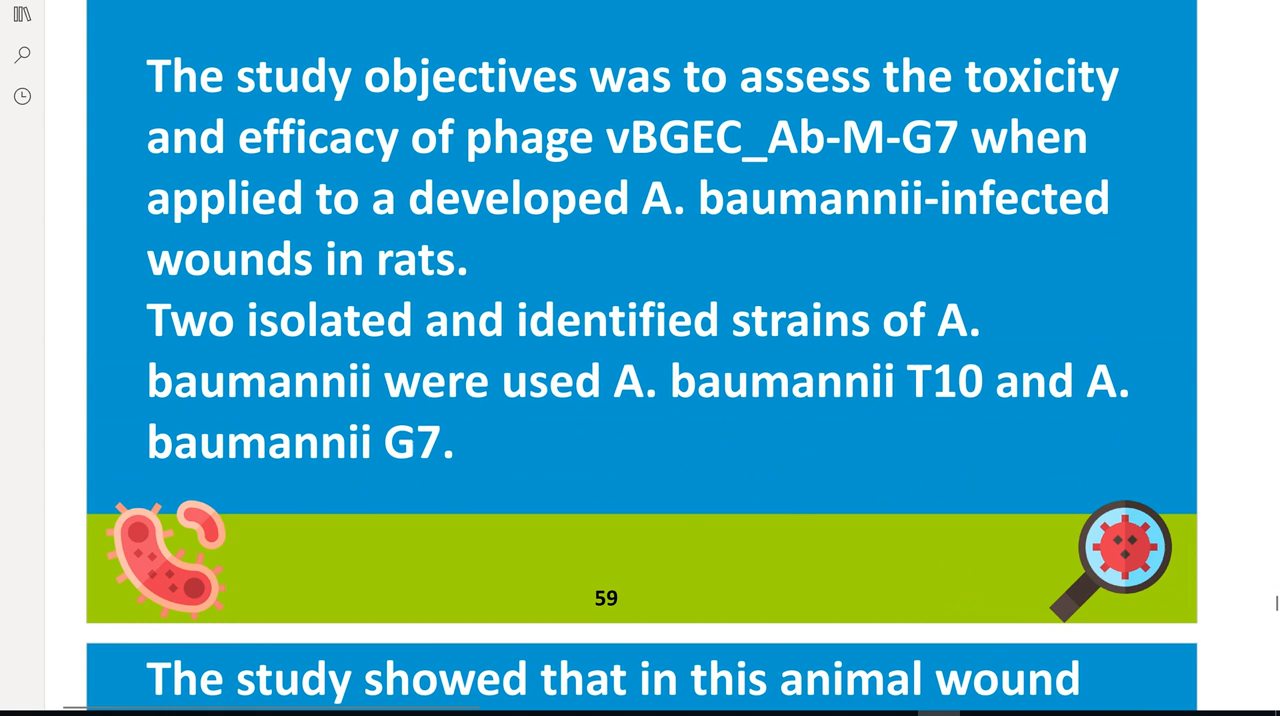 The study objectives was to assess the toxicity
and efficacy of phage vBGEC_Ab-M-G7 when
applied to a developed A. baumannii-infected
wounds in rats.
Two isolated and identified strains of A.
baumannii were used A. baumannii T10 and A.
baumannii G7.
59
The study showed that in this animal wound